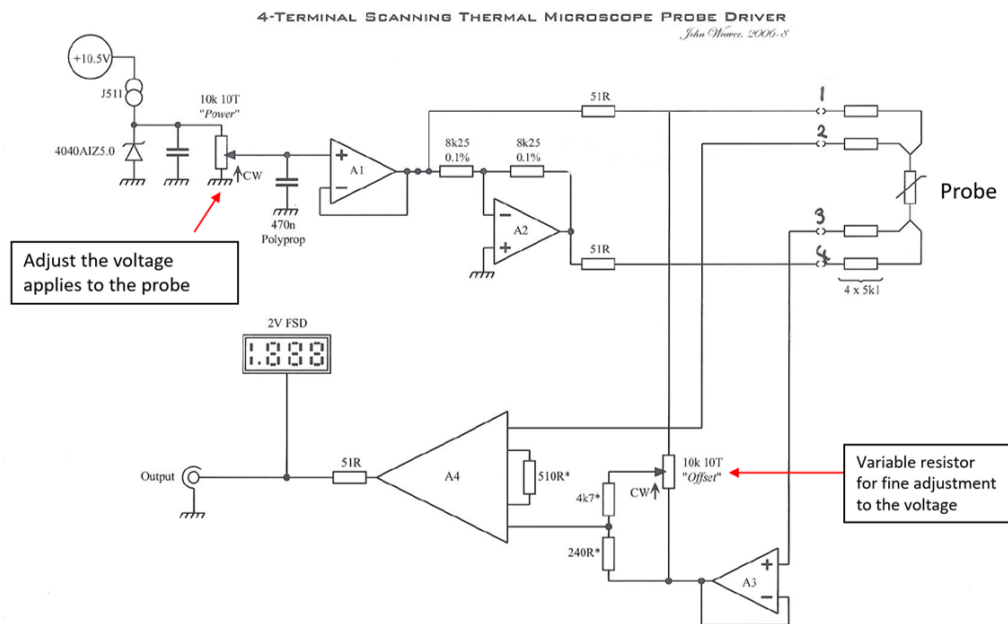 4-TERMINAL SCANNING THERMAL MICROSCOPE PROBE DRIVER
John Weaver. 2006-8
+10.5V
J511
10k 10T
"Power"
4040AIZ5.0
CW
470n
Polyprop
A1
8k25
0.1%
8k25
0.1%
A2
51R
51R
1
2
3
4
Probe
4 x 5k1
Adjust the voltage
applies to the probe
2V FSD
1.888
Output
51R
A4
510R*
4k7*
240R*
10k 10T
"Offset"
CW
A3
Variable resistor
for fine adjustment
to the voltage